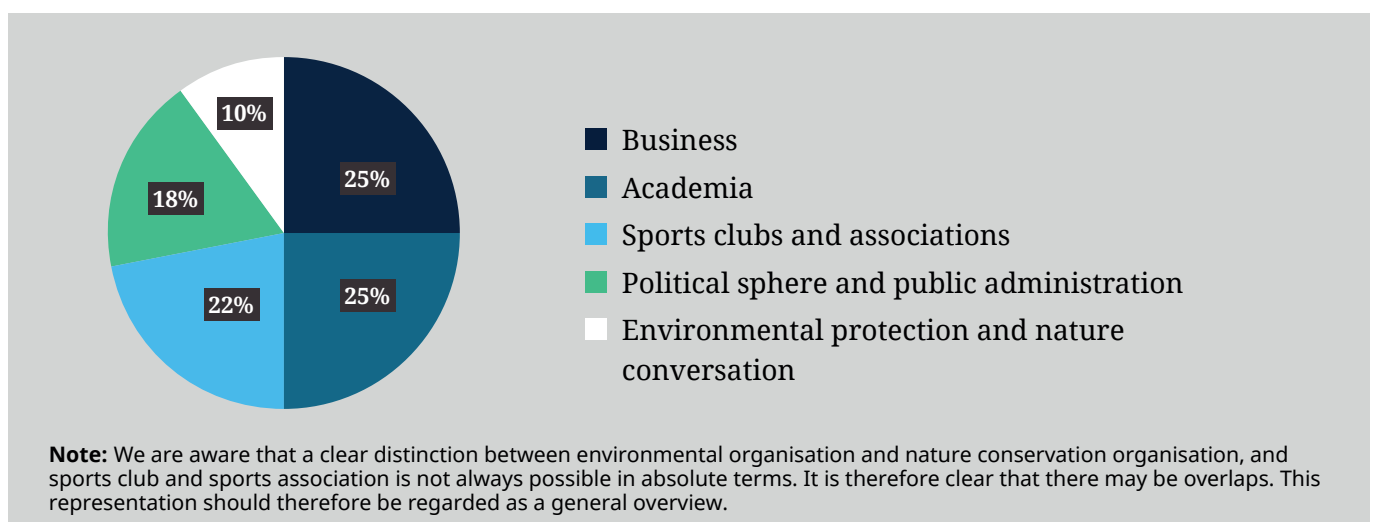 10%
25%
18%
25%
22%
Business
Academia
Sports clubs and associations
Political sphere and public administration
Environmental protection and nature
conversation
Note: We are aware that a clear distinction between environmental organisation and nature conservation organisation, and
sports club and sports association is not always possible in absolute terms. It is therefore clear that there may be overlaps. This
representation should therefore be regarded as a general overview.